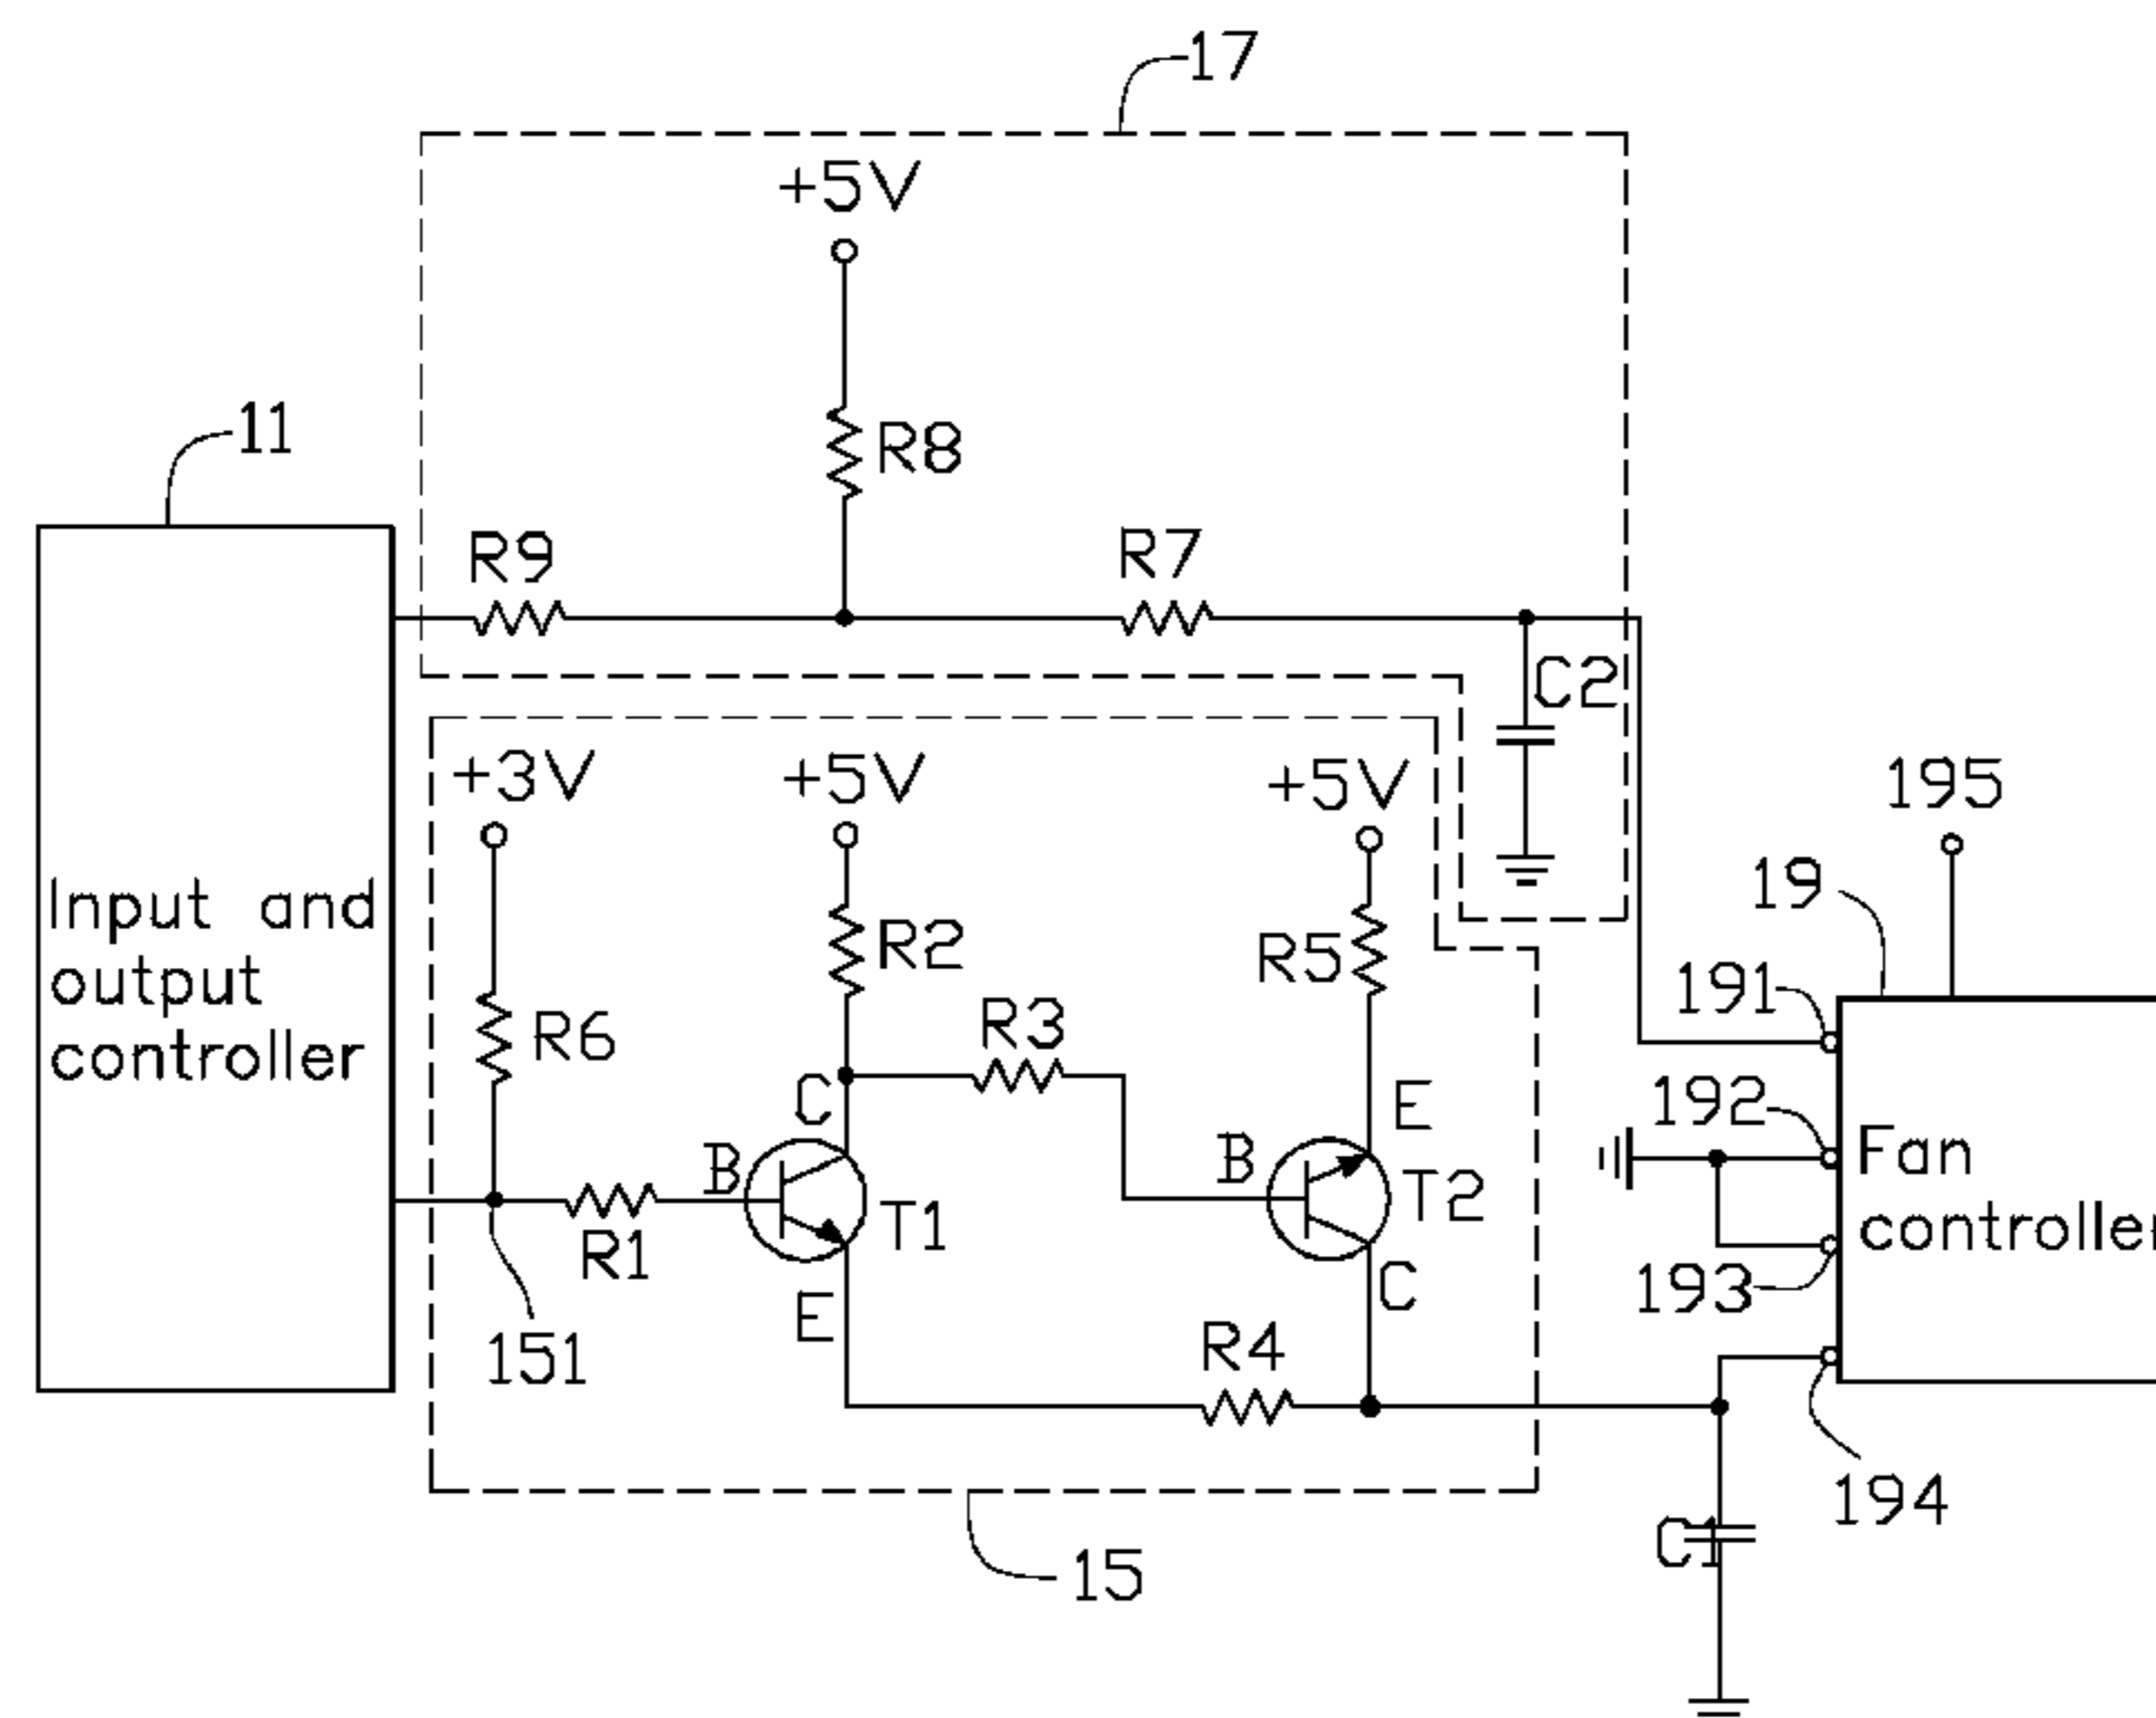 17
+5V
11
R8
R9
R7
C2
+3V
+5V
+5V
195
19
Input and
output
controller
R2
R5
191
R3
R6
C
E
192
B
B
Fan
controller
T1
T2
R1
193
E
C
151
R4
194
C1
15